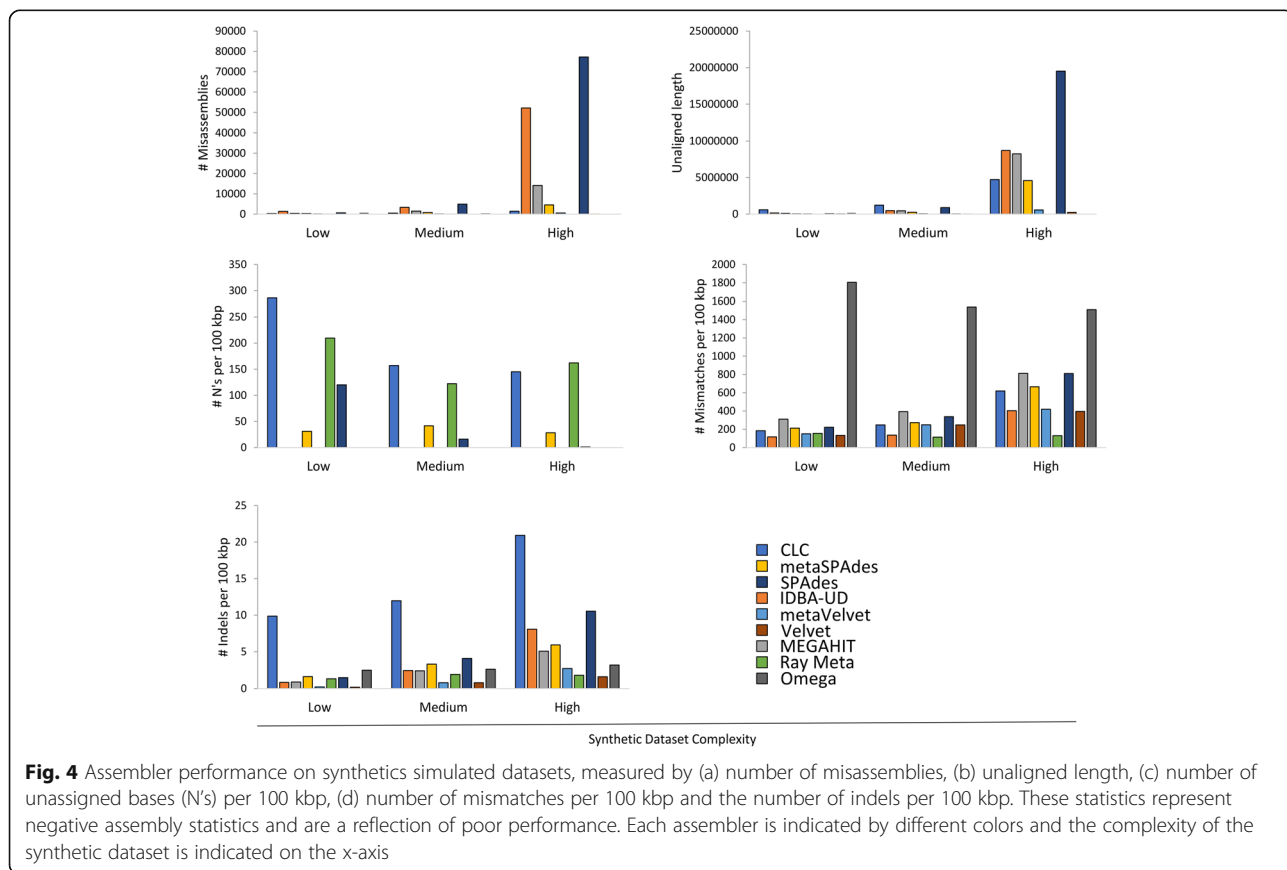 90000
80000
70000
60000
50000
40000
30000
20000
10000
0
# Misassemblies
Low Medium High
25000000
20000000
15000000
10000000
5000000
0
Unaligned length
Low Medium High
350
300
250
200
150
100
50
0
# N's per 100 kbp
Low Medium High
2000
1800
1600
1400
1200
1000
800
600
400
200
0
# Mismatches per 100 kbp
Low Medium High
25
20
15
10
5
0
# Indels per 100 kbp
Low Medium High
CLC
metaSPAdes
SPAdes
IDBA-UD
metaVelvet
Velvet
MEGAHIT
Ray Meta
Omega
Synthetic Dataset Complexity
Fig. 4 Assembler performance on synthetics simulated datasets, measured by (a) number of misassemblies, (b) unaligned length, (c) number of
unassigned bases (N's) per 100 kbp, (d) number of mismatches per 100 kbp and the number of indels per 100 kbp. These statistics represent
negative assembly statistics and are a reflection of poor performance. Each assembler is indicated by different colors and the complexity of the
synthetic dataset is indicated on the x-axis